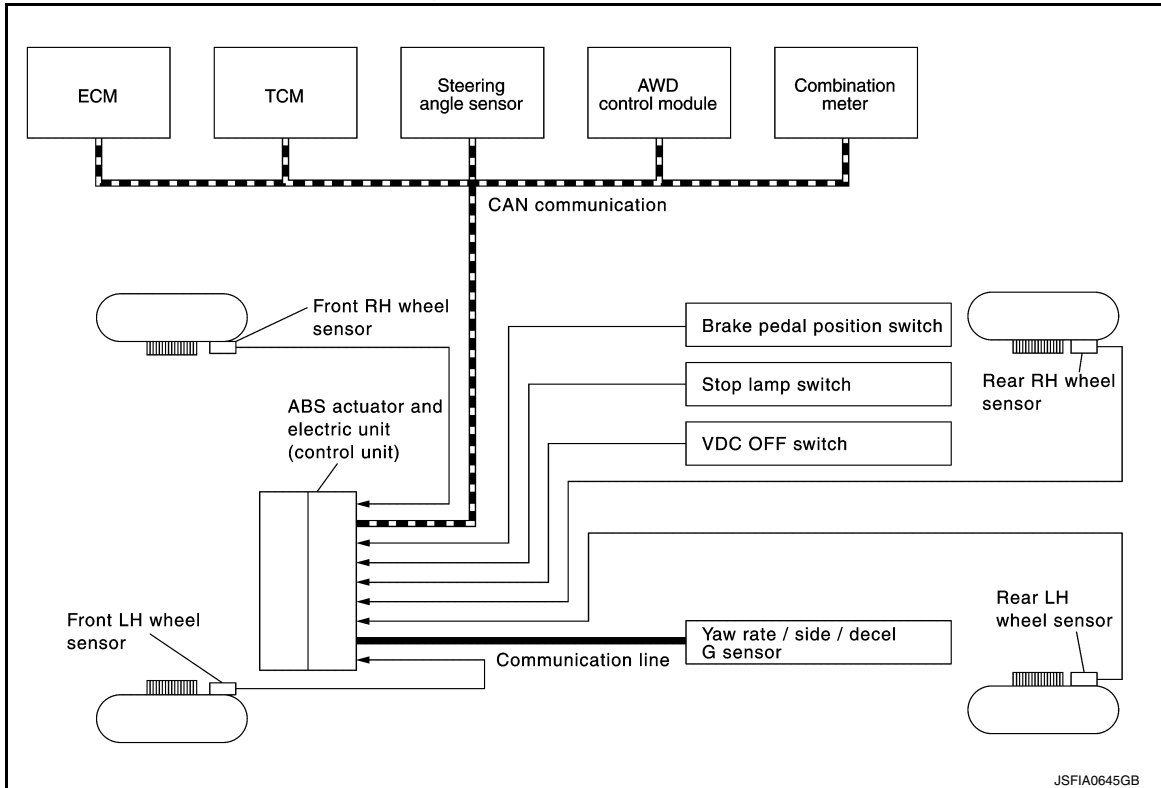 ECM
TCM
Steering
angle sensor
AWD
control module
Combination
meter
CAN communication
Front RH wheel
sensor
Brake pedal position switch
Stop lamp switch
VDC OFF switch
Rear RH wheel
sensor
ABS actuator and
electric unit
(control unit)
Front LH wheel
sensor
Communication line
Yaw rate / side / decel
G sensor
Rear LH
wheel sensor
JSFIA0645GB